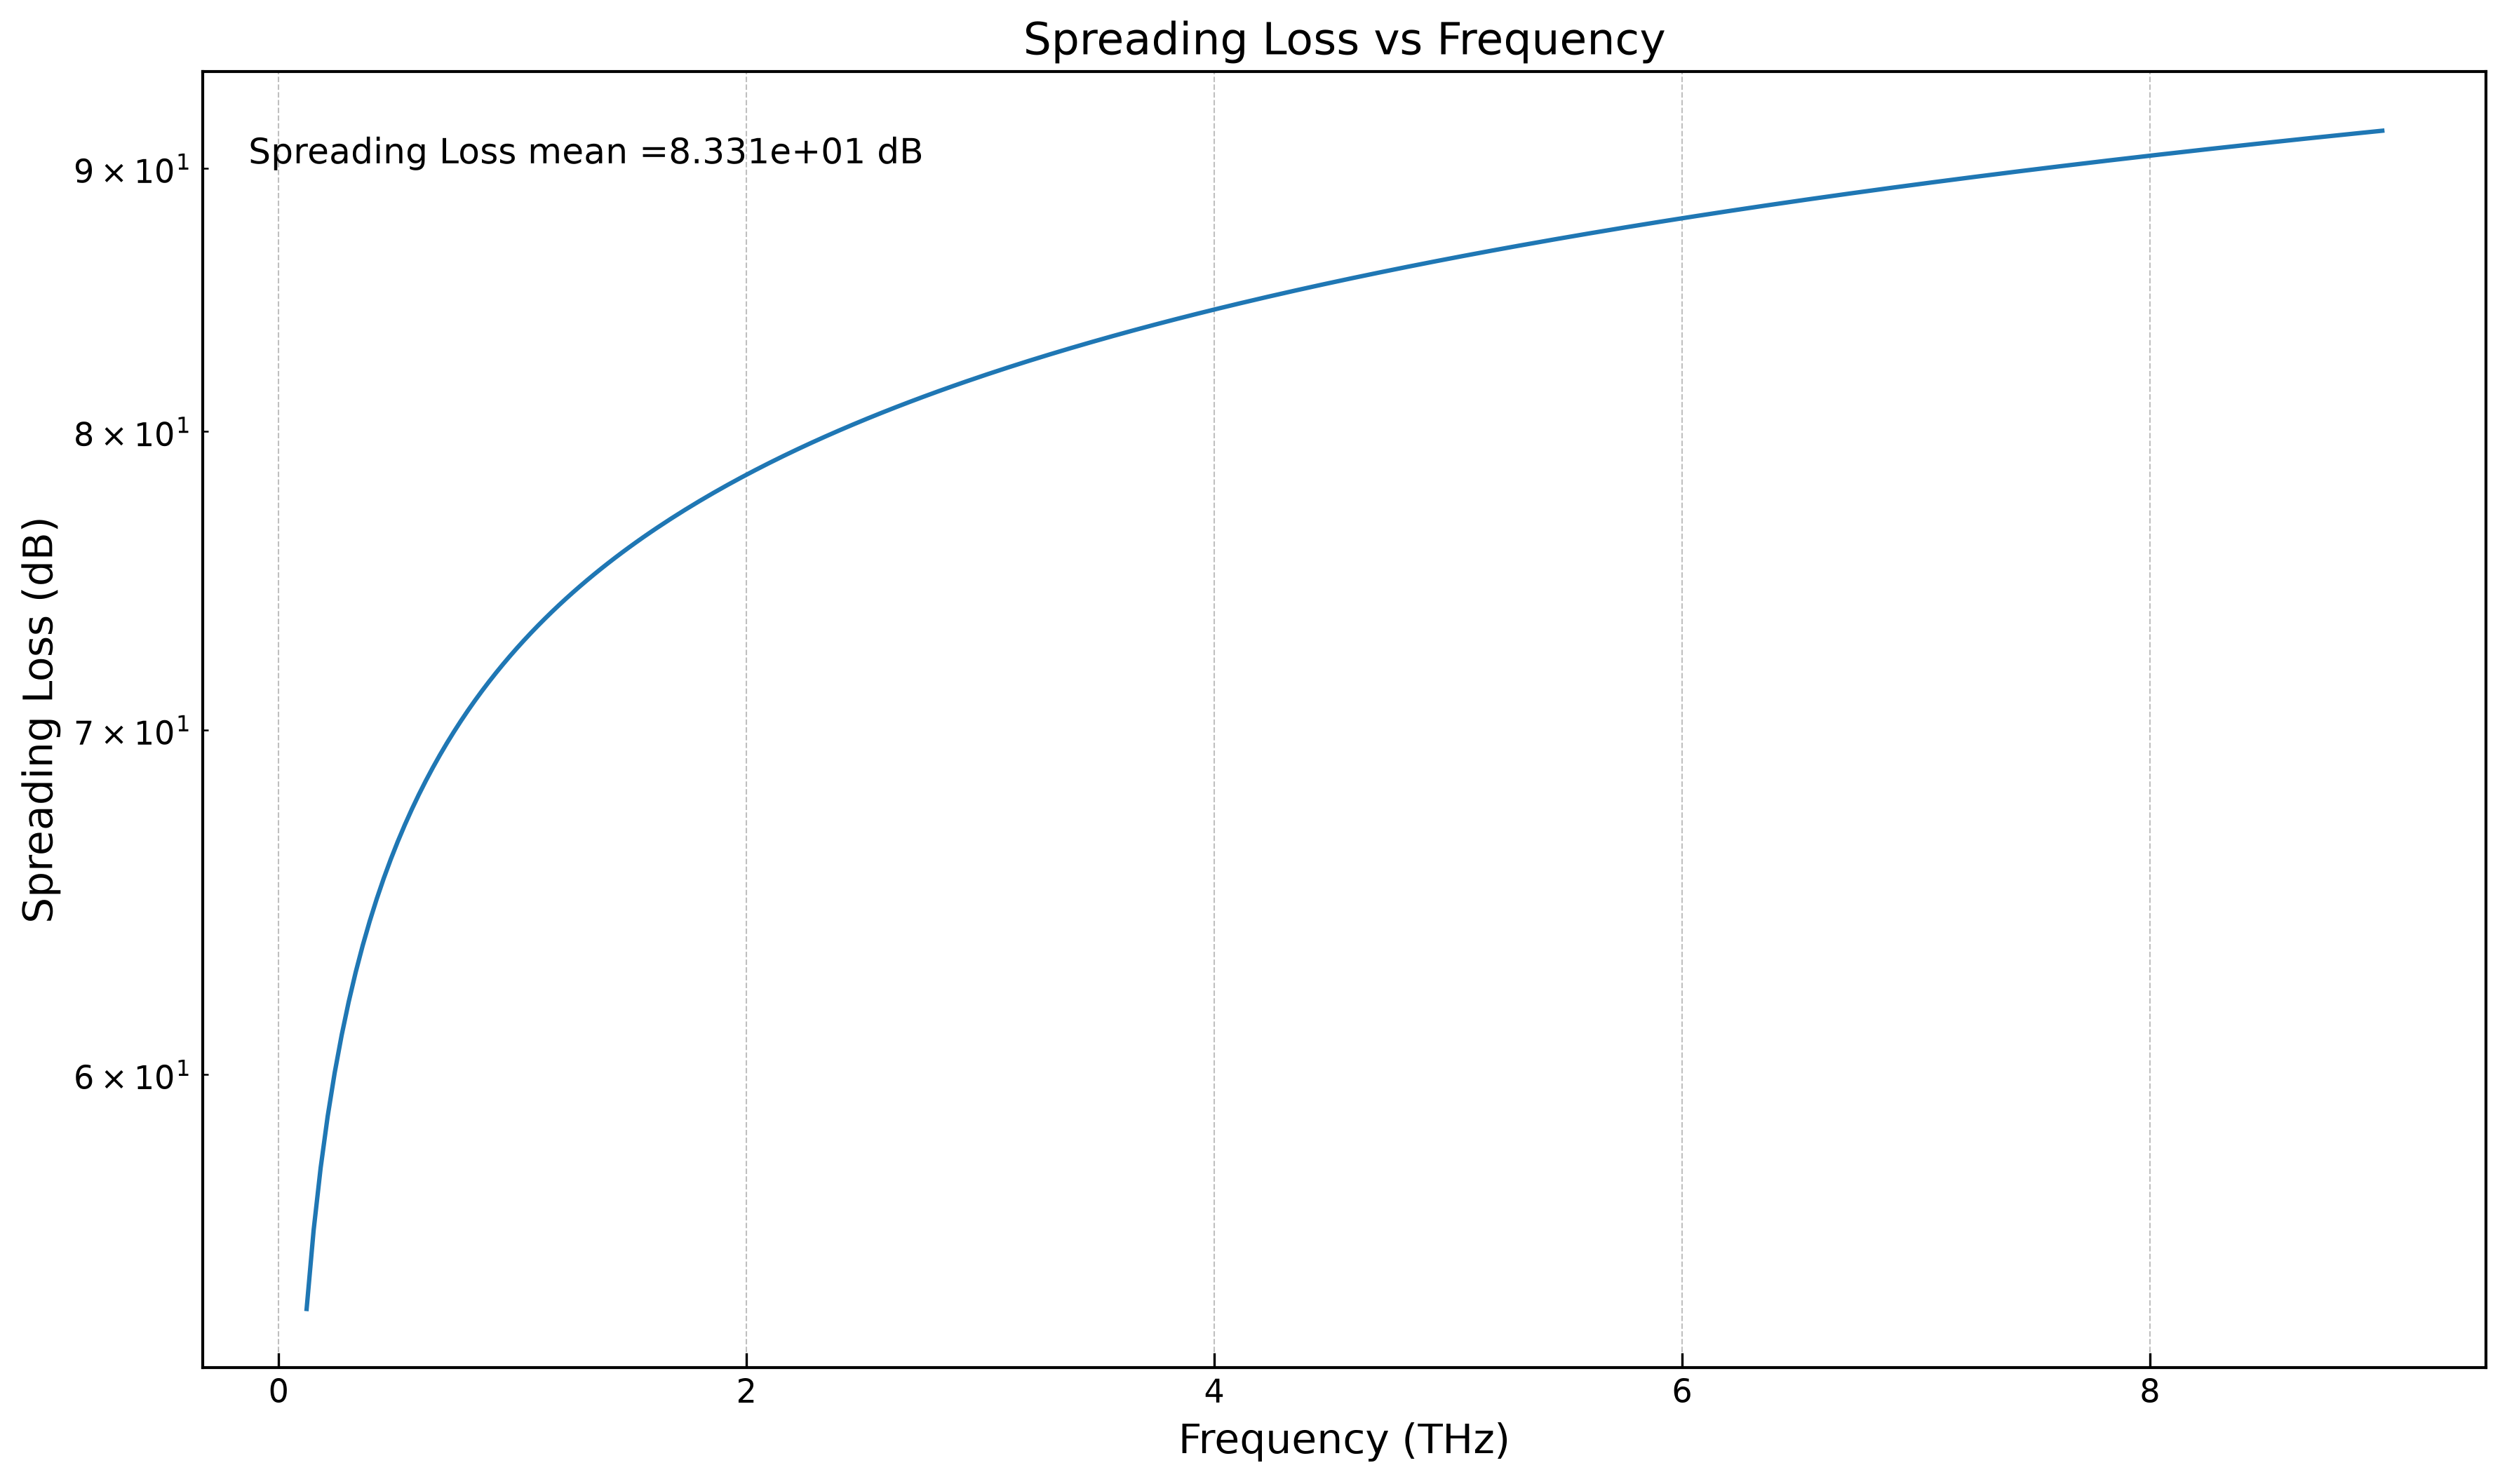 Spreading Loss vs Frequency
Spreading Loss mean =8.331e+01 dB
9 × 10¹
8 × 10¹
7 × 10¹
6 × 10¹
Spreading Loss (dB)
0 2 4 6 8
Frequency (THz)